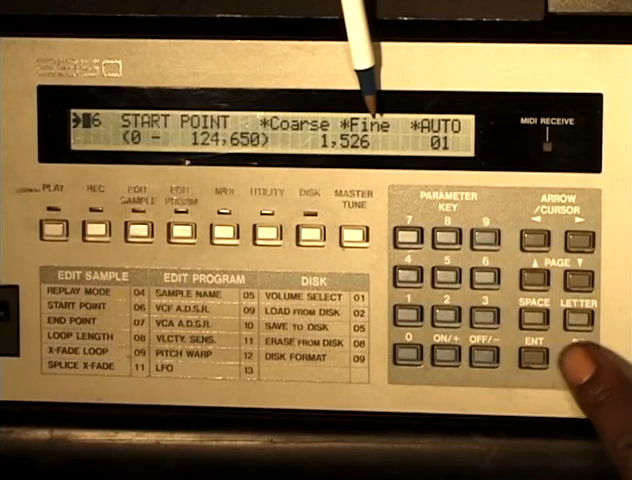 S950
6 START POINT *Coarse *Fine *AUTO
(0 - 124,650) 1,526 01
MIDI RECEIVE
PLAY REC EDIT SAMPLE EDIT PROGRM MIDI UTILITY DISK MASTER TUNE
PARAMETER KEY
ARROW /CURSOR
7 8 9
4 5 6
PAGE
1 2 3 SPACE LETTER
0 ON/+ OFF/− ENT
EDIT SAMPLE
REPLAY MODE 04
START POINT 06
END POINT 07
LOOP LENGTH 08
X-FADE LOOP 09
SPLICE X-FADE 11
EDIT PROGRAM
SAMPLE NAME 05
VCF A.D.S.R. 09
VCA A.D.S.R. 10
VLCTY. SENS. 11
PITCH WARP 12
LFO 13
DISK
VOLUME SELECT 01
LOAD FROM DISK 02
SAVE TO DISK 05
ERASE FROM DISK 08
DISK FORMAT 09